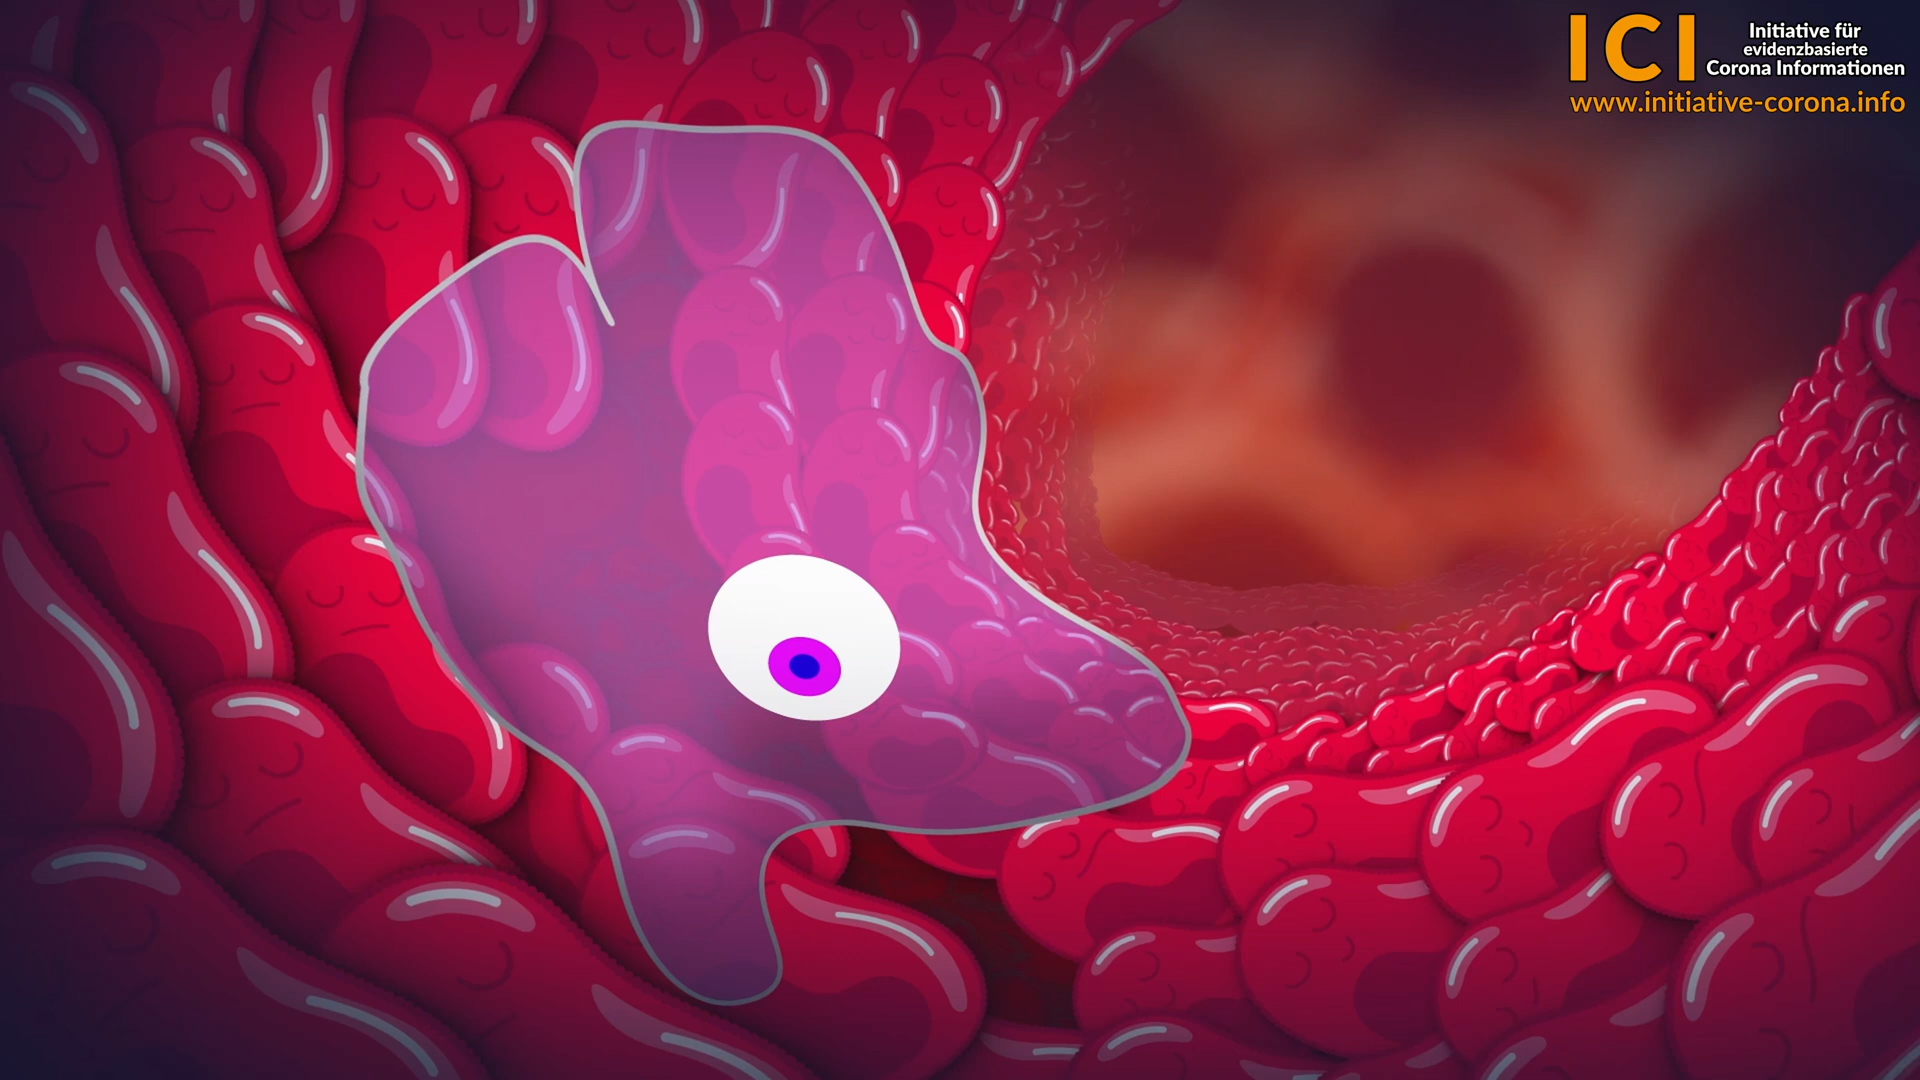 ICI
Initiative für
evidenzbasierte
Corona Informationen
www.initiative-corona.info